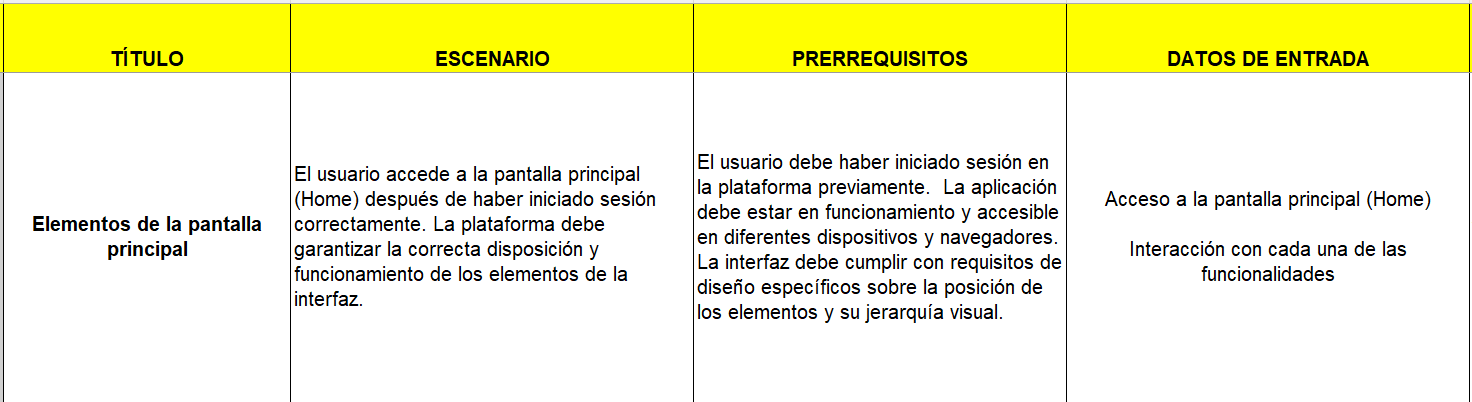 TÍTULO
ESCENARIO
PRERREQUISITOS
DATOS DE ENTRADA
Elementos de la pantalla
principal
El usuario accede a la pantalla principal
(Home) después de haber iniciado sesión
correctamente. La plataforma debe
garantizar la correcta disposición y
funcionamiento de los elementos de la
interfaz.
El usuario debe haber iniciado sesión en
la plataforma previamente.  La aplicación
debe estar en funcionamiento y accesible
en diferentes dispositivos y navegadores.
La interfaz debe cumplir con requisitos de
diseño específicos sobre la posición de
los elementos y su jerarquía visual.
Acceso a la pantalla principal (Home)
Interacción con cada una de las
funcionalidades